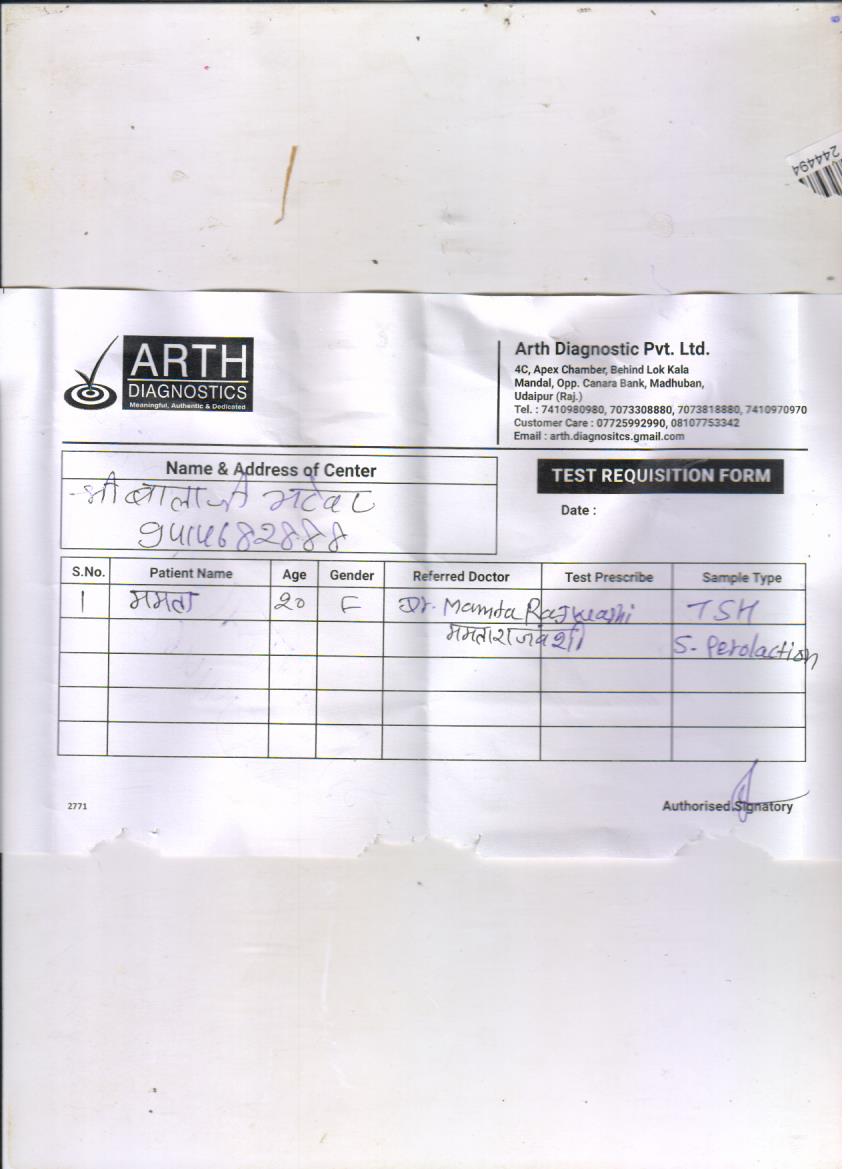 244494
ARTH
DIAGNOSTICS
Meaningful, Authentic & Dedicated
Arth Diagnostic Pvt. Ltd.
4C, Apex Chamber, Behind Lok Kala
Mandal, Opp. Canara Bank, Madhuban,
Udaipur (Raj.)
Tel. : 7410980980, 7073308880, 7073818880, 7410970970
Customer Care : 07725992990, 08107753342
Email : arth.diagnositcs.gmail.com
Name & Address of Center
TEST REQUISITION FORM
श्री बालाजी भटेवर
9414682888
Date :
S.No. Patient Name Age Gender Referred Doctor Test Prescribe Sample Type
1 ममता 20 F Dr. Mamta Rajwashi TSH
ममता राजवंशी S- Perolaction
2771
Authorised Signatory